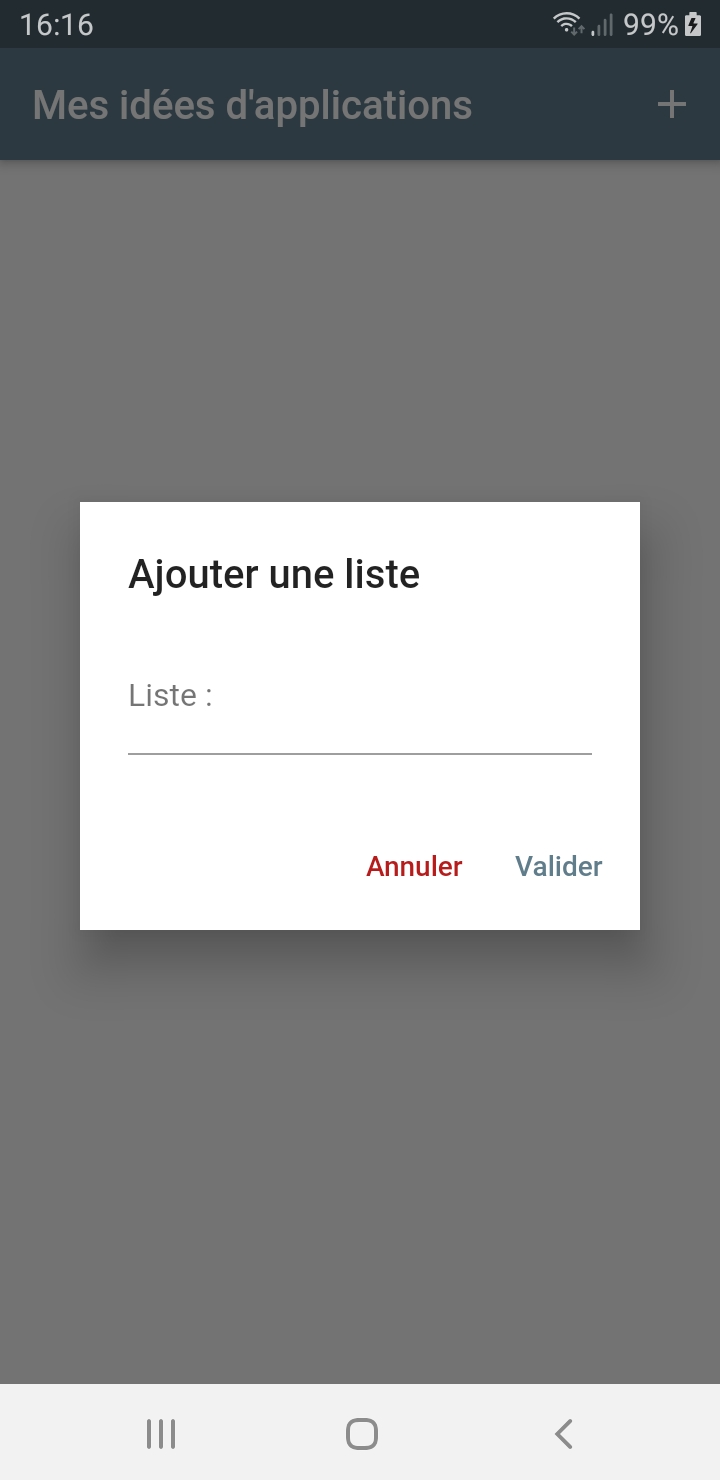 16:16 99%
Mes idées d'applications +
Ajouter une liste
Liste :
Annuler Valider